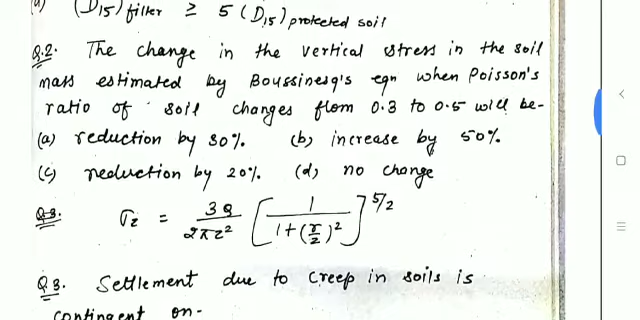 (D15) filter ≥ 5 (D15) protected soil
Q.2. The change in the vertical stress in the soil
mass estimated by Boussinesq's eqn when Poisson's
ratio of soil changes from 0.3 to 0.5 will be-
(a) reduction by 30%. (b) increase by 50%.
(c) reduction by 20%. (d) no change
Q3. σz = 3Q/2πz² [1/1+(r/z)²]^5/2
Q3. Settlement due to creep in soils is
contingent on-